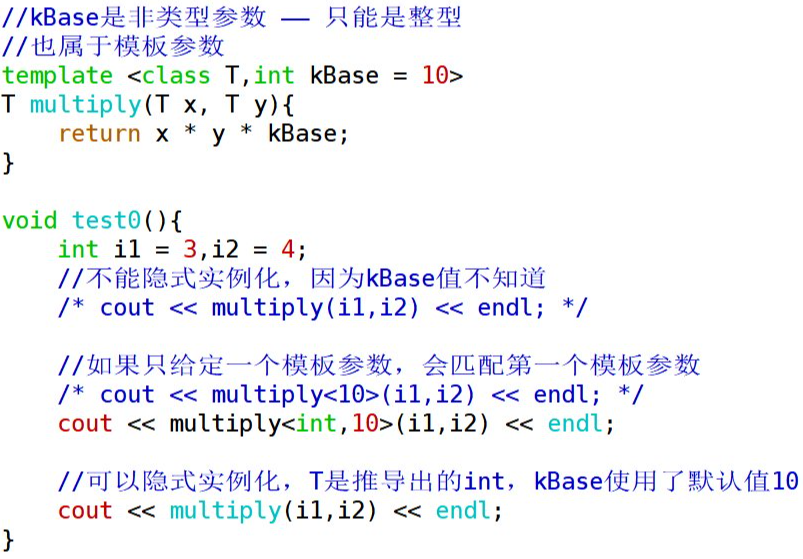 //kBase是非类型参数 — 只能是整型
//也属于模板参数
template <class T,int kBase = 10>
T multiply(T x, T y){
    return x * y * kBase;
}

void test0(){
    int i1 = 3,i2 = 4;
    //不能隐式实例化，因为kBase值不知道
    /* cout << multiply(i1,i2) << endl; */

    //如果只给定一个模板参数，会匹配第一个模板参数
    /* cout << multiply<10>(i1,i2) << endl; */
    cout << multiply<int,10>(i1,i2) << endl;

    //可以隐式实例化，T是推导出的int，kBase使用了默认值10
    cout << multiply(i1,i2) << endl;
}